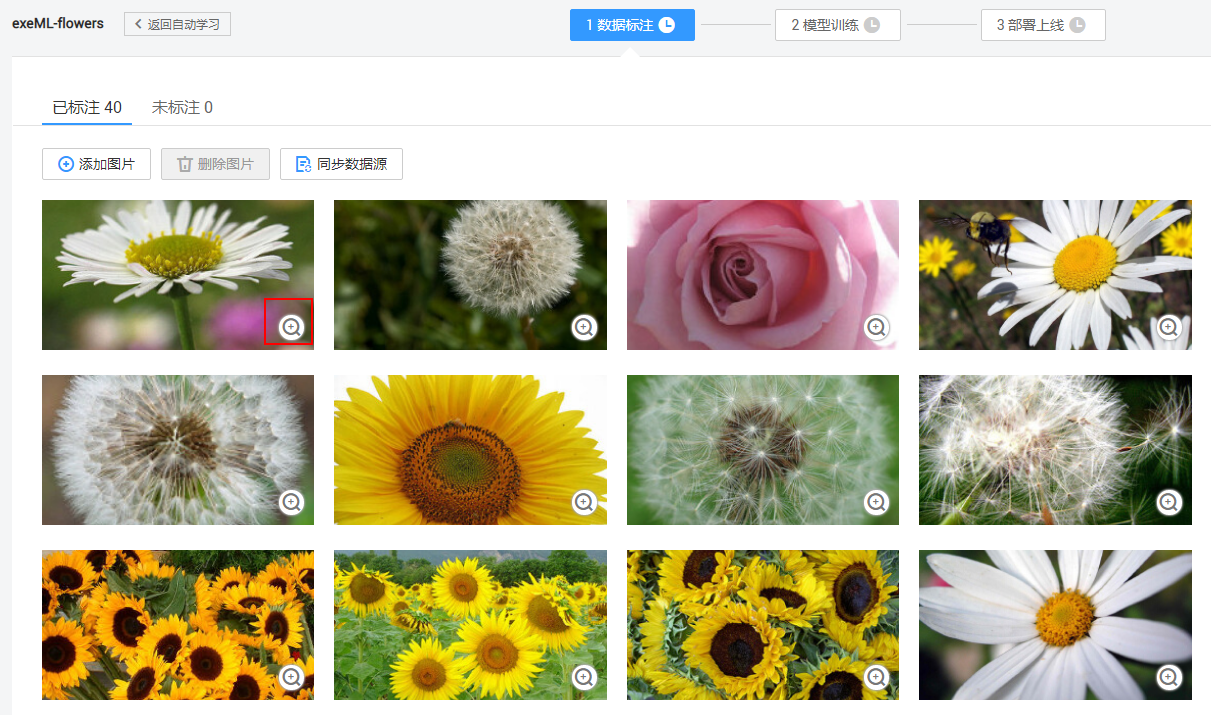 exeML-flowers
返回自动学习
1 数据标注
2 模型训练
3 部署上线
已标注 40
未标注 0
添加图片
删除图片
同步数据源